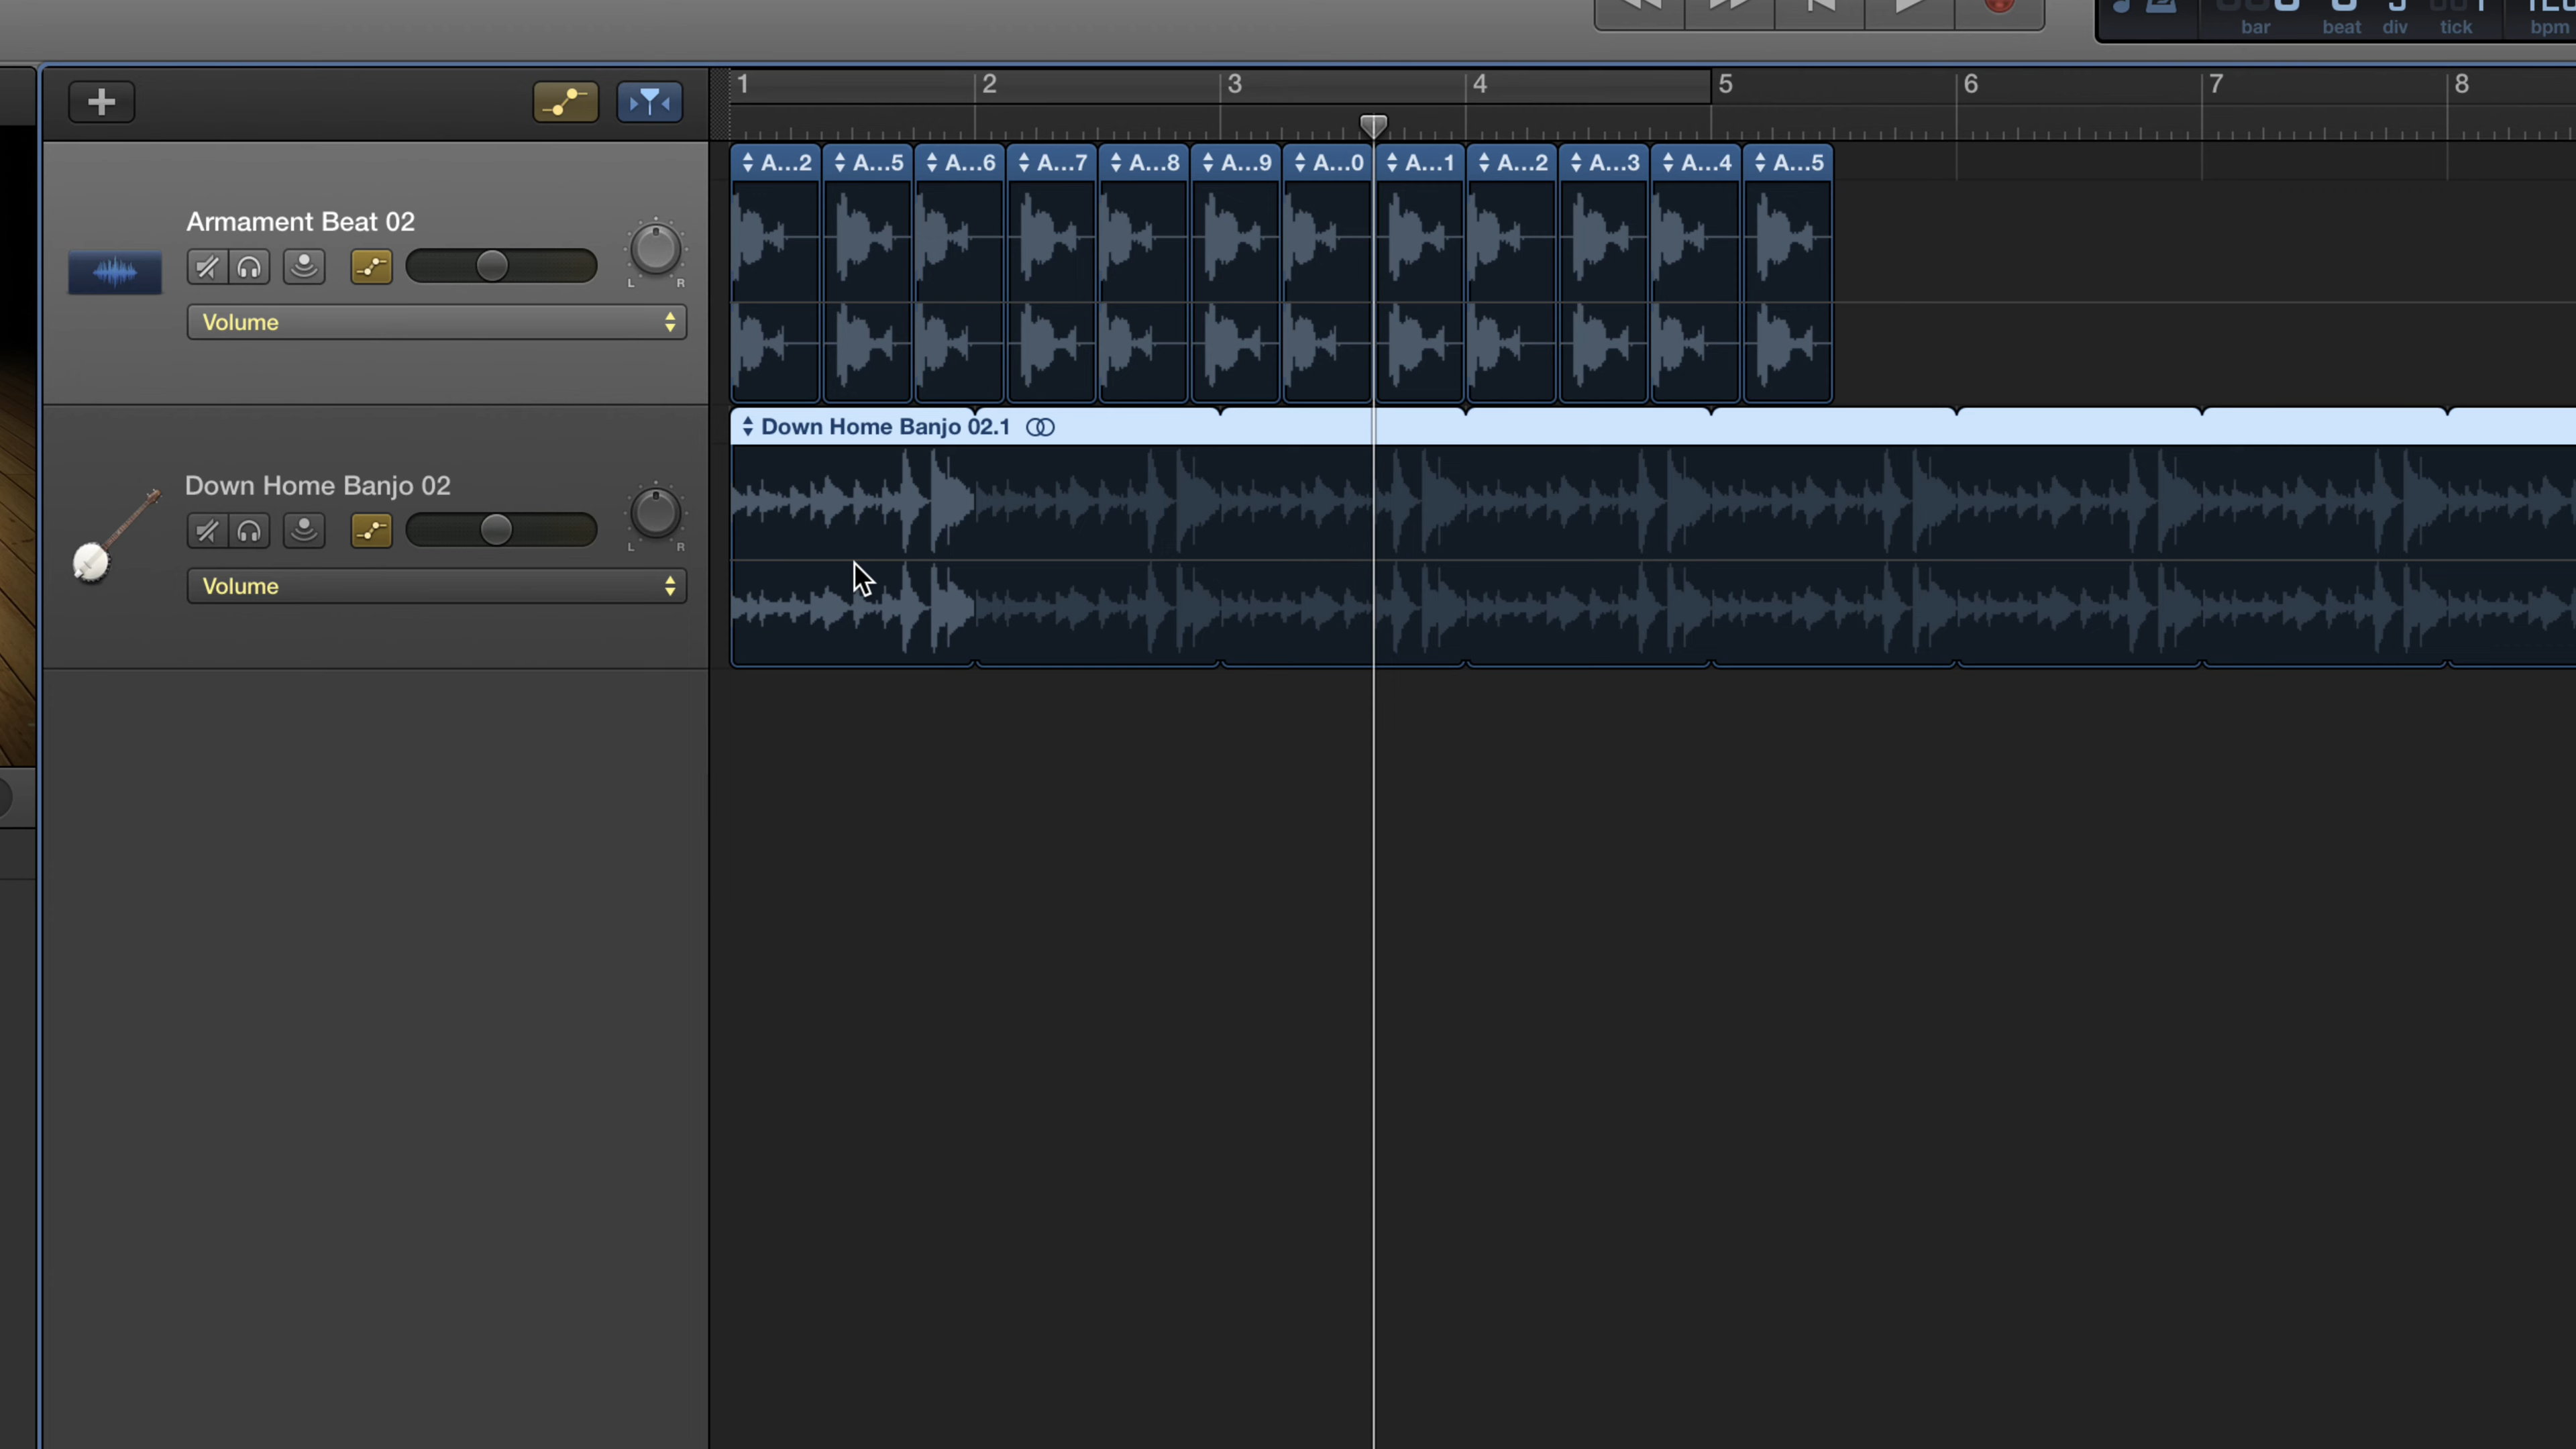 bar beat div tick bpm
1 2 3 4 5 6 7 8
A...2 A...5 A...6 A...7 A...8 A...9 A...0 A...1 A...2 A...3 A...4 A...5
Armament Beat 02
L R
Volume
Down Home Banjo 02.1
Down Home Banjo 02
L R
Volume